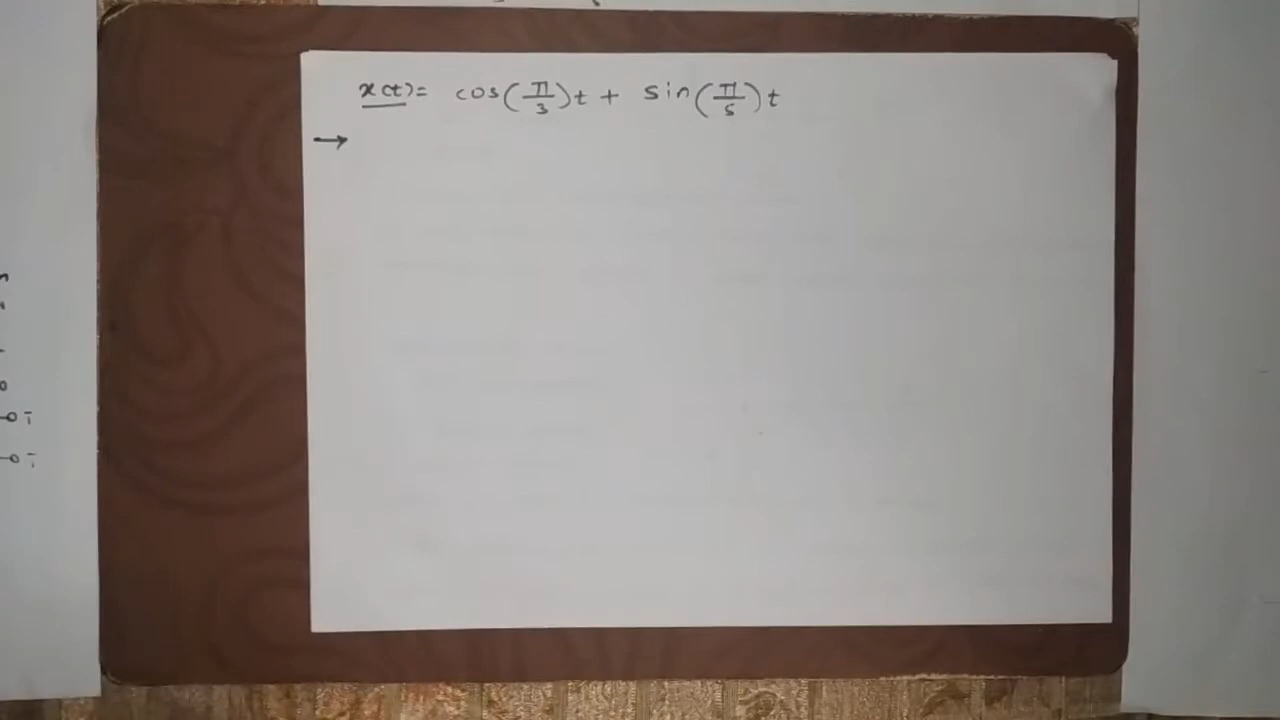 x(t)= cos(π/3)t + sin(π/5)t
→